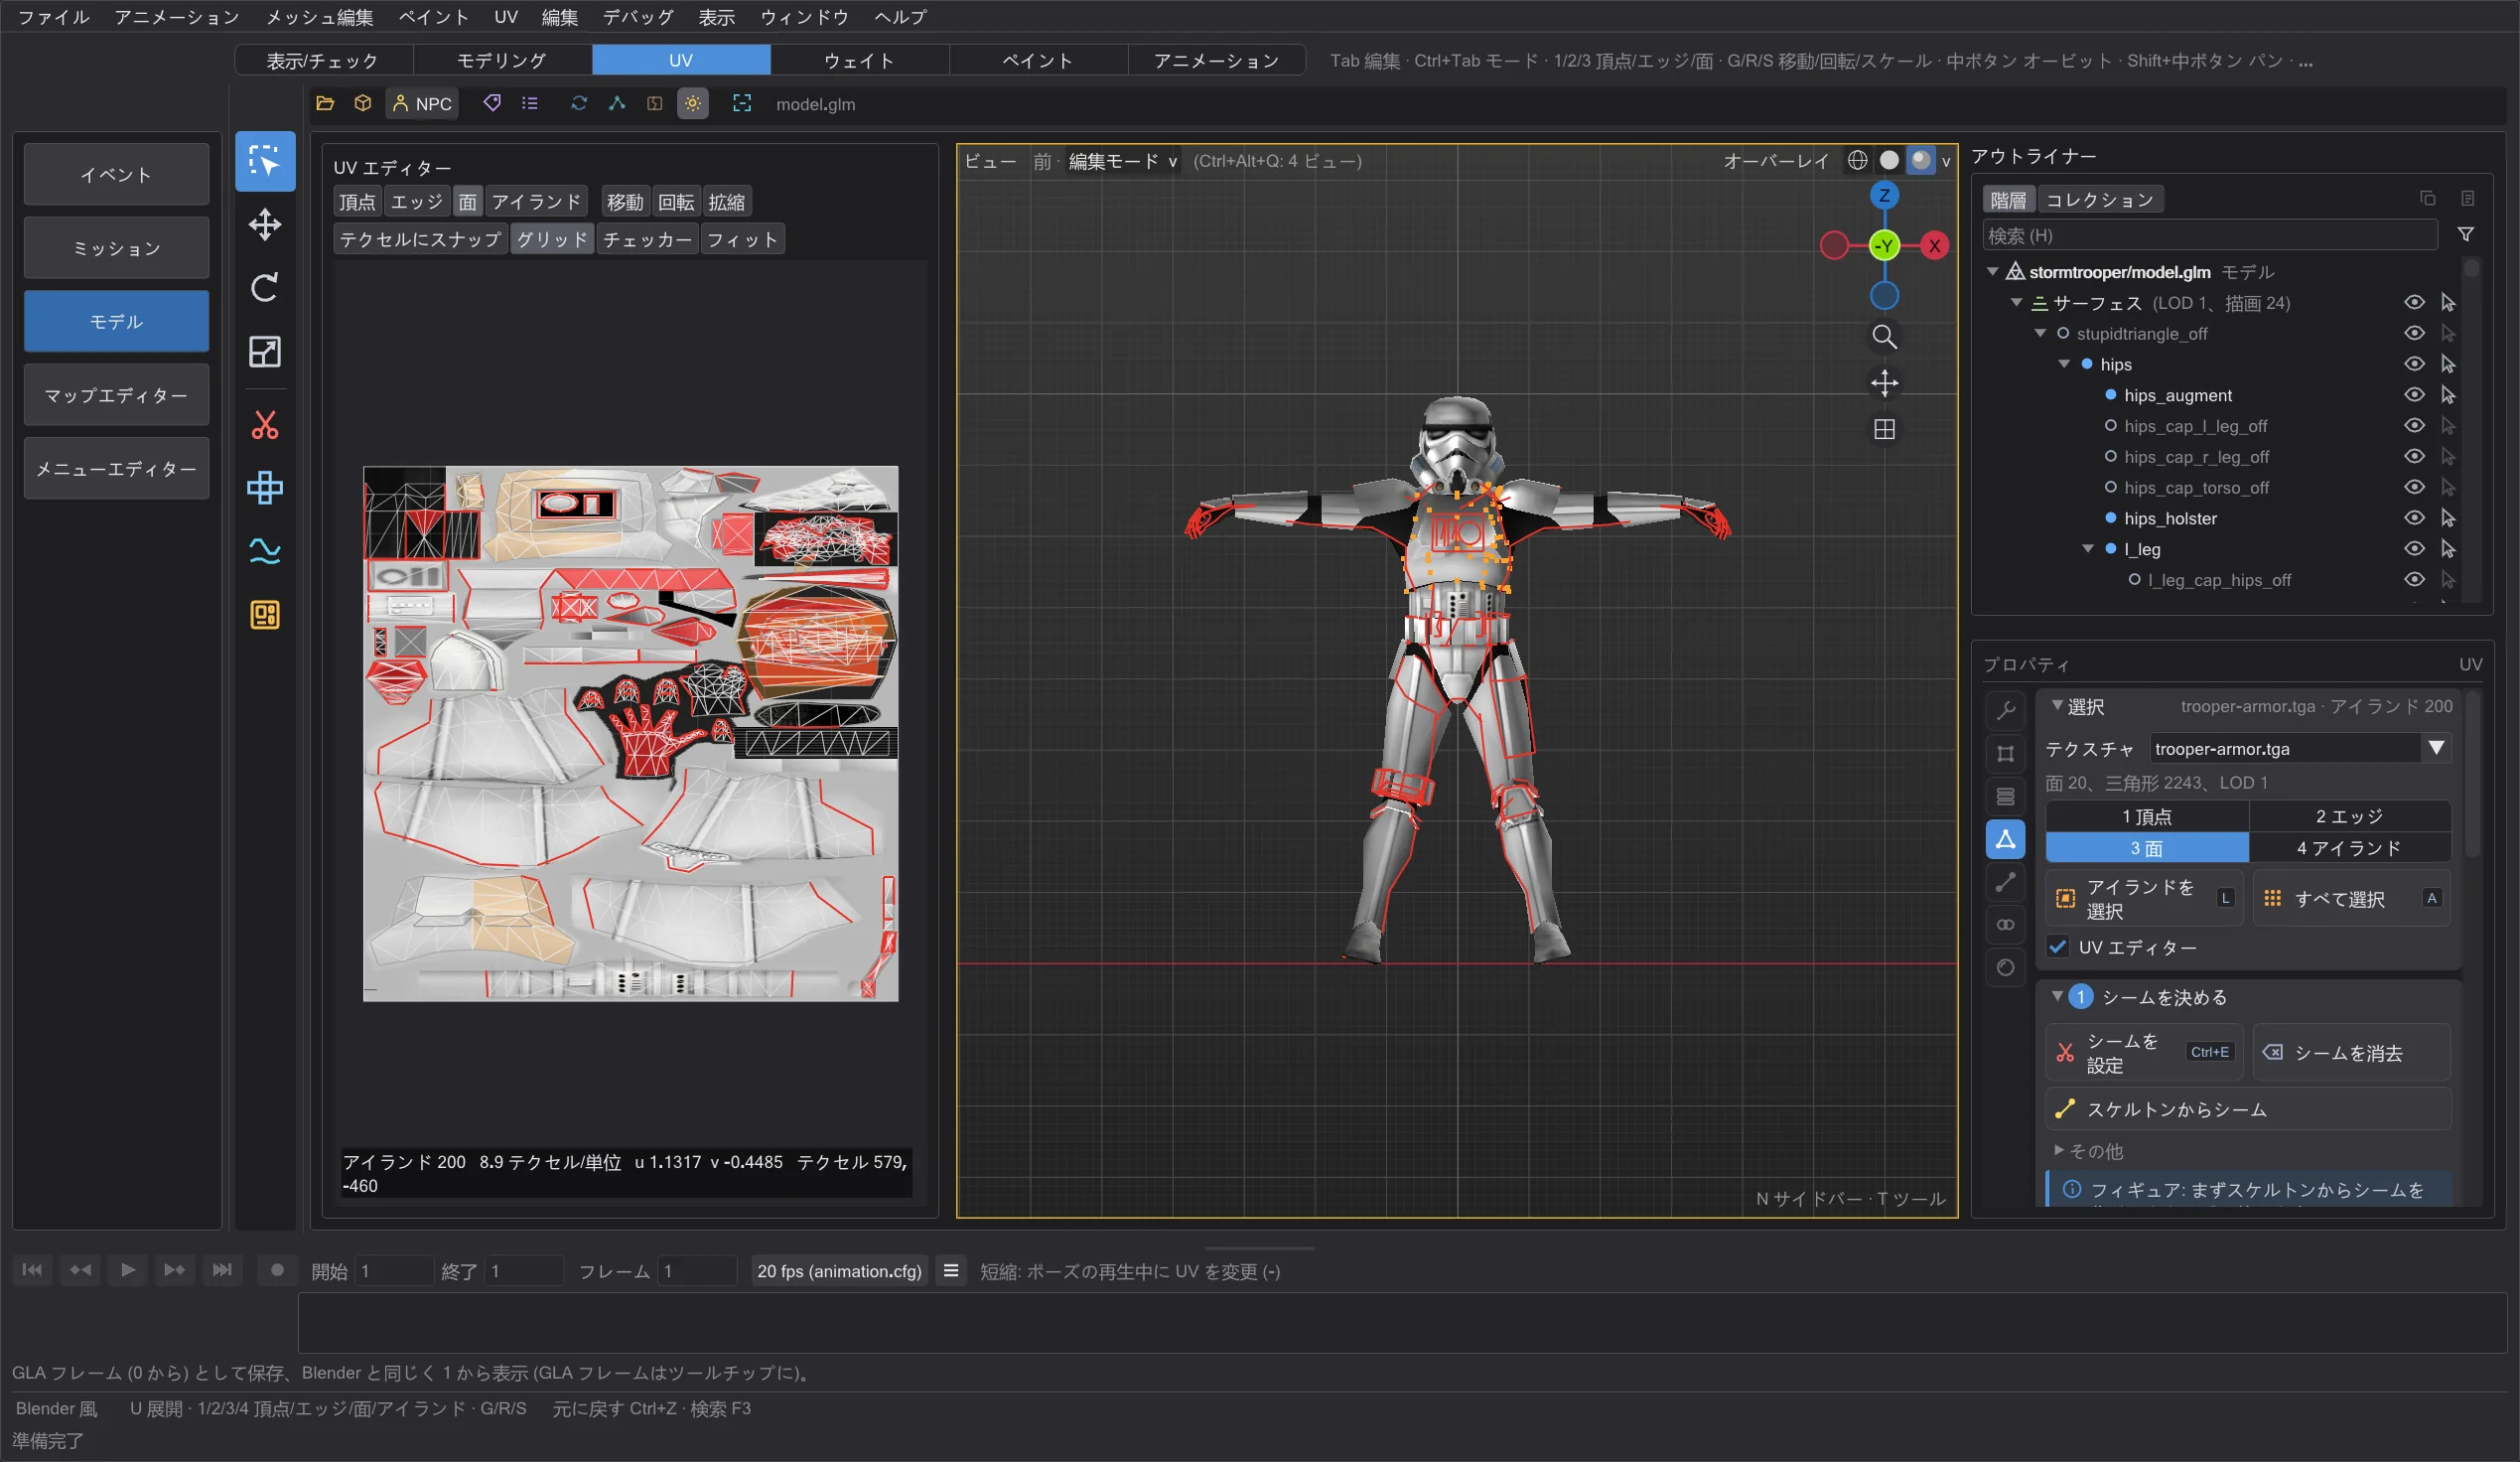 ファイル アニメーション メッシュ編集 ペイント UV 編集 デバッグ 表示 ウィンドウ ヘルプ
表示/チェック モデリング UV ウェイト ペイント アニメーション Tab 編集 · Ctrl+Tab モード · 1/2/3 頂点/エッジ/面 · G/R/S 移動/回転/スケール · 中ボタン オービット · Shift+中ボタン パン · ...
NPC model.glm
イベント
ミッション
モデル
マップエディター
メニューエディター
UV エディター
頂点 エッジ 面 アイランド 移動 回転 拡縮
テクセルにスナップ グリッド チェッカー フィット
アイランド 200 8.9 テクセル/単位 u 1.1317 v -0.4485 テクセル 579,
-460
ビュー 前 · 編集モード v (Ctrl+Alt+Q: 4 ビュー) オーバーレイ v
Z
-Y X
N サイドバー · T ツール
アウトライナー
階層 コレクション
検索 (H)
stormtrooper/model.glm モデル
サーフェス (LOD 1、描画 24)
stupidtriangle_off
hips
hips_augment
hips_cap_l_leg_off
hips_cap_r_leg_off
hips_cap_torso_off
hips_holster
l_leg
l_leg_cap_hips_off
プロパティ UV
選択 trooper-armor.tga · アイランド 200
テクスチャ trooper-armor.tga
面 20、三角形 2243、LOD 1
1 頂点 2 エッジ
3 面 4 アイランド
アイランドを
選択 L すべて選択 A
UV エディター
1 シームを決める
シームを
設定 Ctrl+E シームを消去
スケルトンからシーム
その他
フィギュア: まずスケルトンからシームを
開始 1 終了 1 フレーム 1 20 fps (animation.cfg) 短縮: ポーズの再生中に UV を変更 (-)
GLA フレーム (0 から) として保存、Blender と同じく 1 から表示 (GLA フレームはツールチップに)。
Blender 風 U 展開 · 1/2/3/4 頂点/エッジ/面/アイランド · G/R/S 元に戻す Ctrl+Z · 検索 F3
準備完了